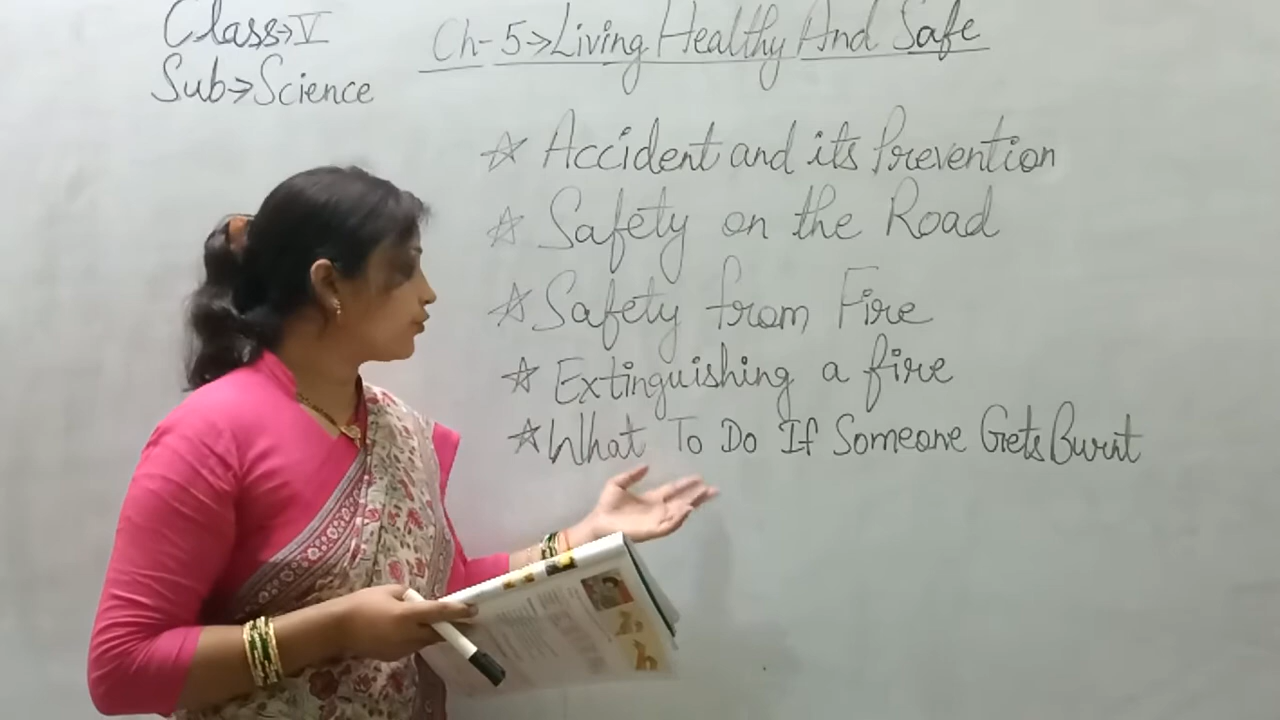 Class→V
Sub→Science
Ch-5→Living Healthy And Safe
☆ Accident and its Prevention
☆ Safety on the Road
☆ Safety from Fire
☆ Extinguishing a fire
☆ What To Do If Someone Gets Burnt